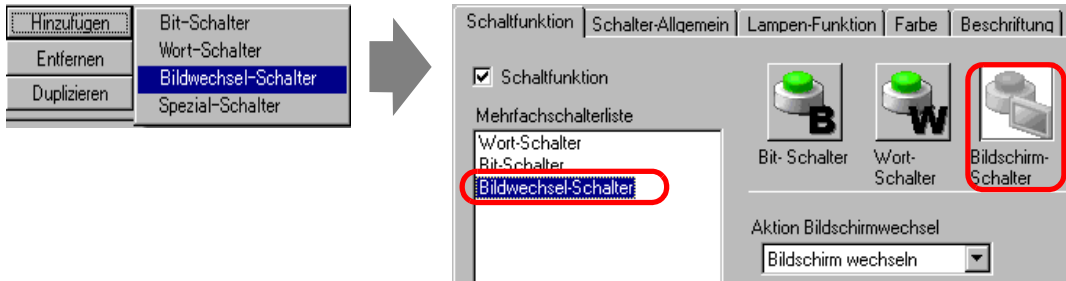 Hinzufügen
Entfernen
Duplizieren
Bit-Schalter
Wort-Schalter
Bildwechsel-Schalter
Spezial-Schalter
Schaltfunktion Schalter-Allgemein Lampen-Funktion Farbe Beschriftung
Schaltfunktion
Mehrfachschalterliste
Wort-Schalter
Bit-Schalter
Bildwechsel-Schalter
B
W
Bit- Schalter
Wort-
Schalter
Bildschirm-
Schalter
Aktion Bildschirmwechsel
Bildschirm wechseln